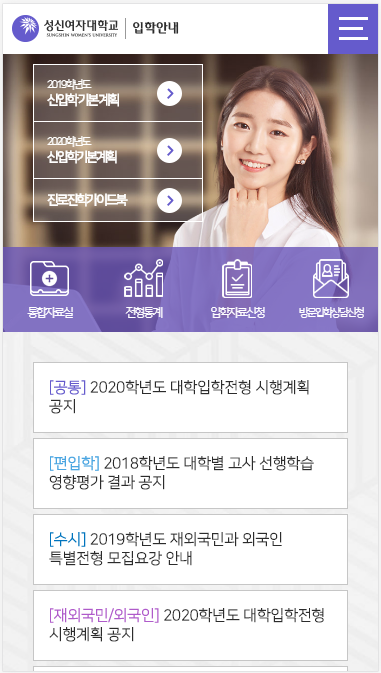 성신여자대학교 입학안내
SUNGSHIN WOMEN'S UNIVERSITY
2019학년도
신입학기본계획
2020학년도
신입학기본계획
진로진학가이드북
통합자료실 전형통계 입학자료신청 방문입학상담신청
[공통] 2020학년도 대학입학전형 시행계획
공지
[편입학] 2018학년도 대학별 고사 선행학습
영향평가 결과 공지
[수시] 2019학년도 재외국민과 외국인
특별전형 모집요강 안내
[재외국민/외국인] 2020학년도 대학입학전형
시행계획 공지